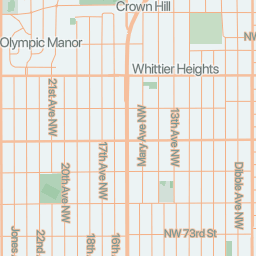 Crown Hill
NW
Olympic Manor
Whittier Heights
21st Ave NW
Mary Ave NW
13th Ave NW
20th Ave NW
17th Ave NW
Dibble Ave NW
Jones
22nd
18th
16th
NW 73rd St